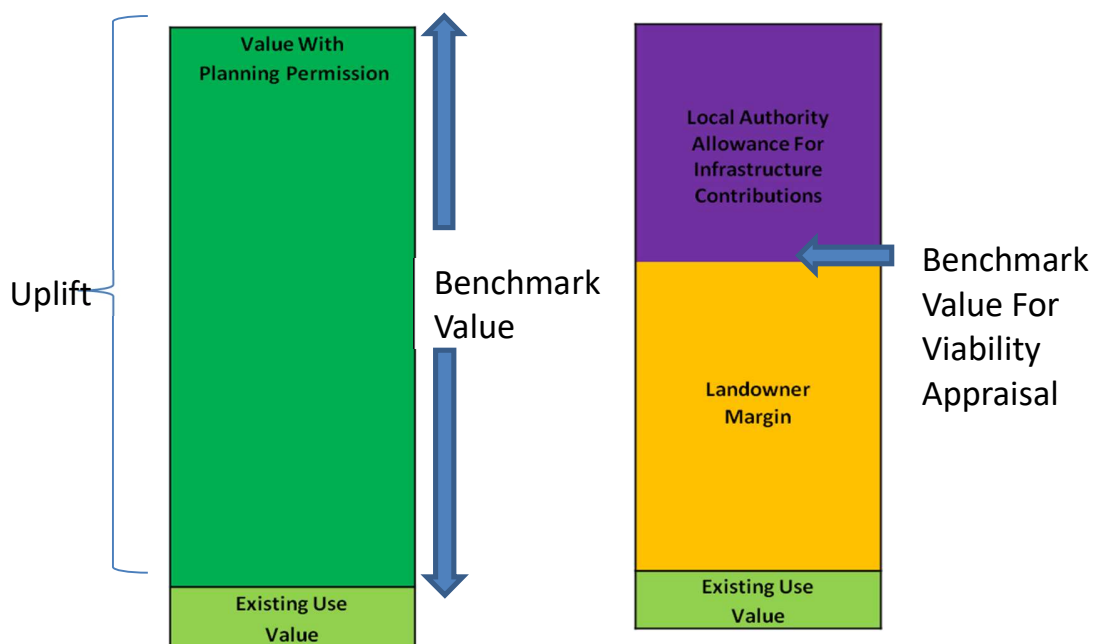 Uplift
Value With
Planning Permission
Existing Use
Value
Benchmark
Value
Local Authority
Allowance For
Infrastructure
Contributions
Landowner
Margin
Existing Use
Value
Benchmark
Value For
Viability
Appraisal